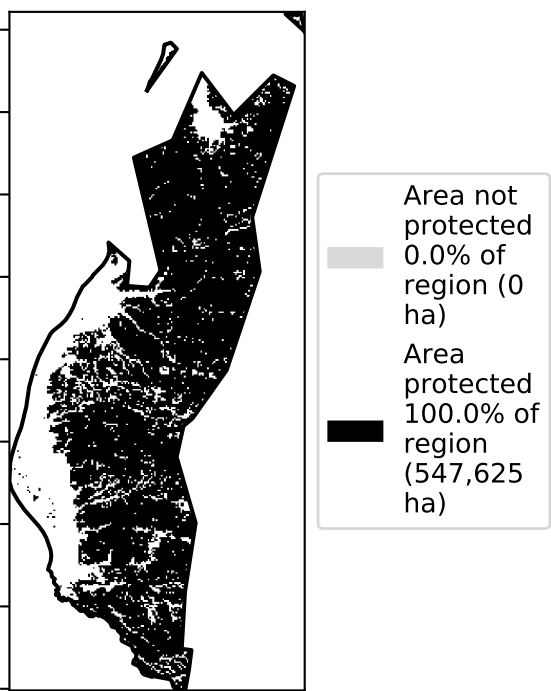 Area not
protected
0.0% of
region (0
ha)
Area
protected
100.0% of
region
(547,625
ha)